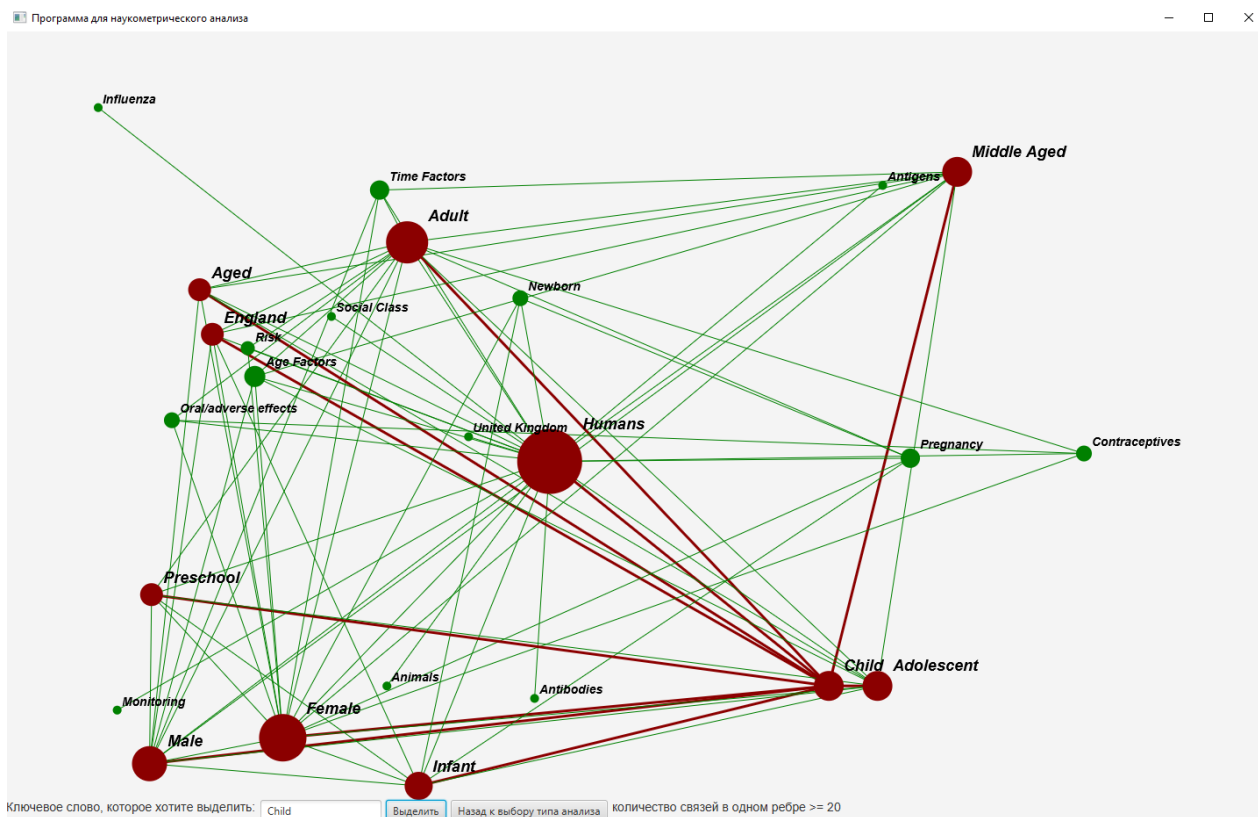 Программа для наукометрического анализа
Influenza
Middle Aged
Time Factors
Antigens
Adult
Aged
Newborn
Social Class
England
Risk
Age Factors
Oral/adverse effects
Humans
United Kingdom
Pregnancy
Contraceptives
Preschool
Child
Adolescent
Animals
Antibodies
Monitoring
Female
Male
Infant
Ключевое слово, которое хотите выделить: Child Выделить Назад к выбору типа анализа количество связей в одном ребре >= 20